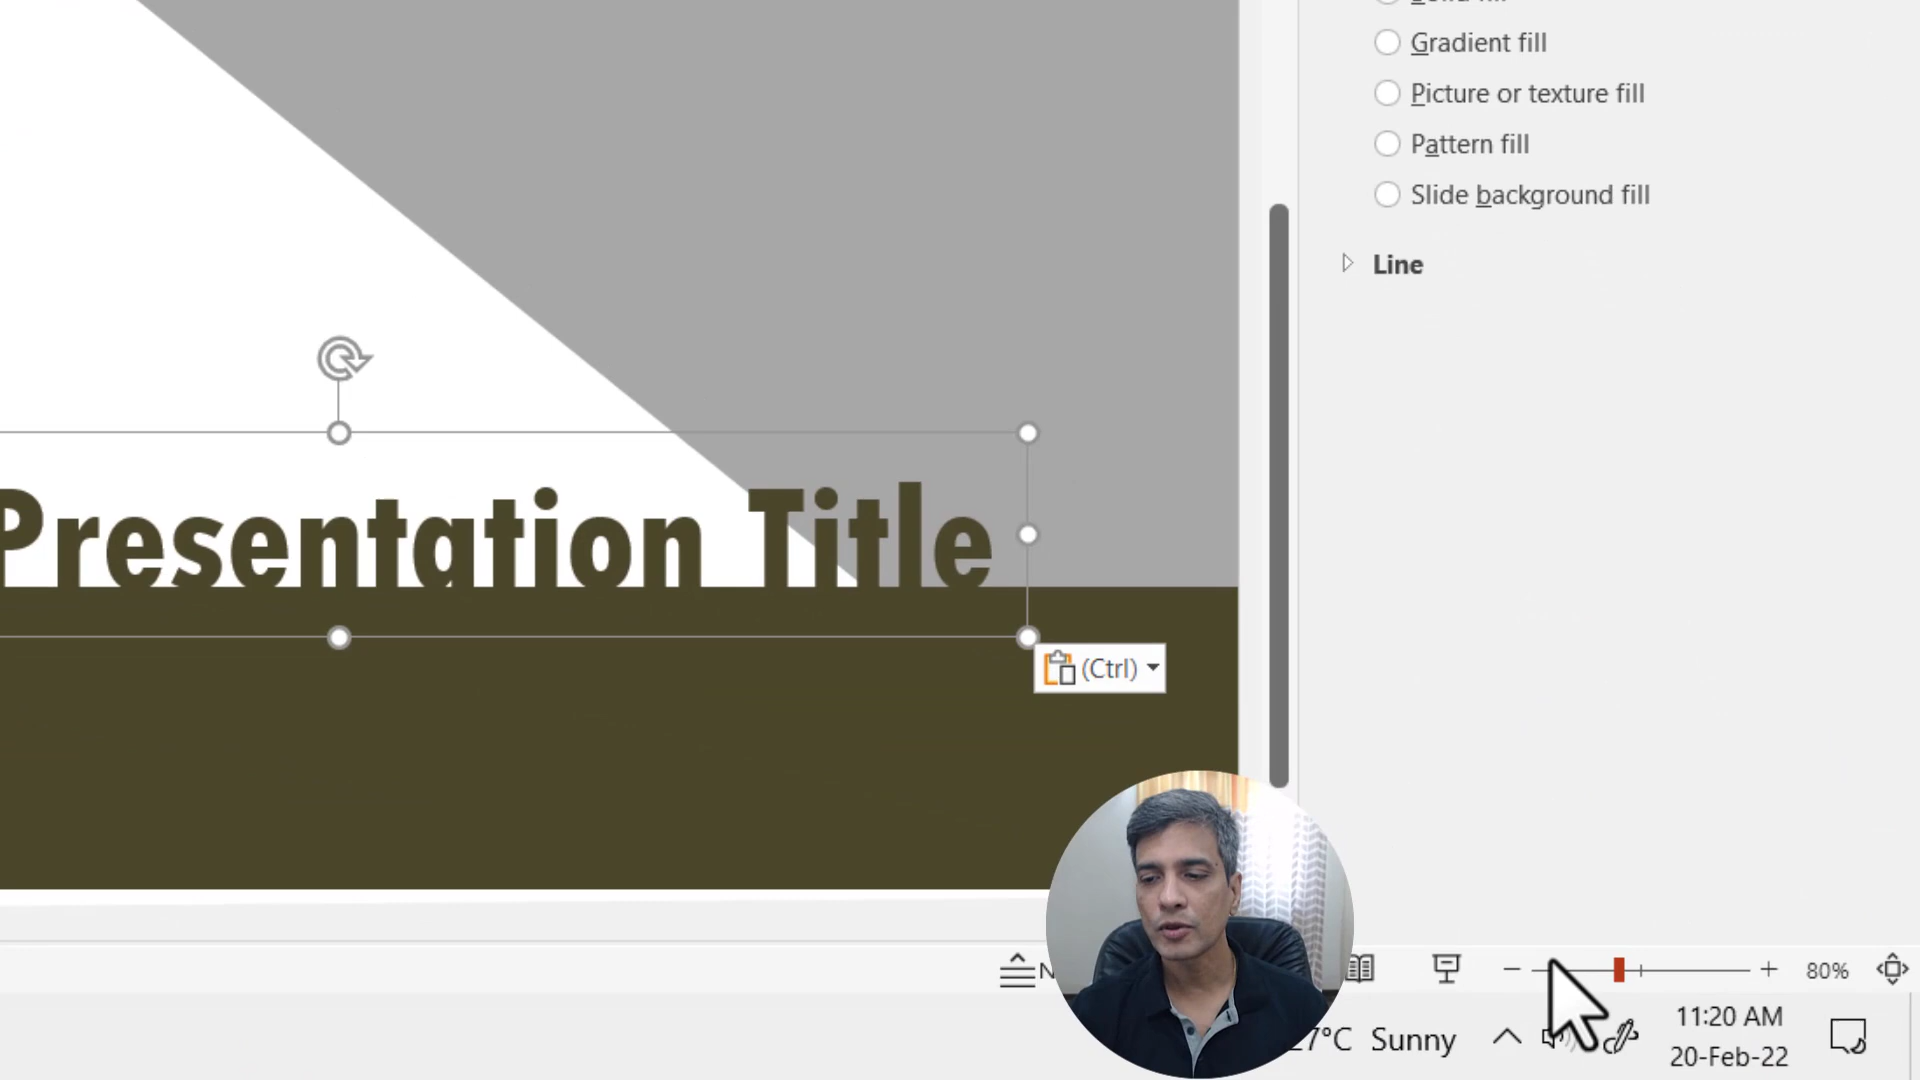 Gradient fill
Picture or texture fill
Pattern fill
Slide background fill
Line
Presentation Title
(Ctrl)
80%
Sunny
11:20 AM
20-Feb-22